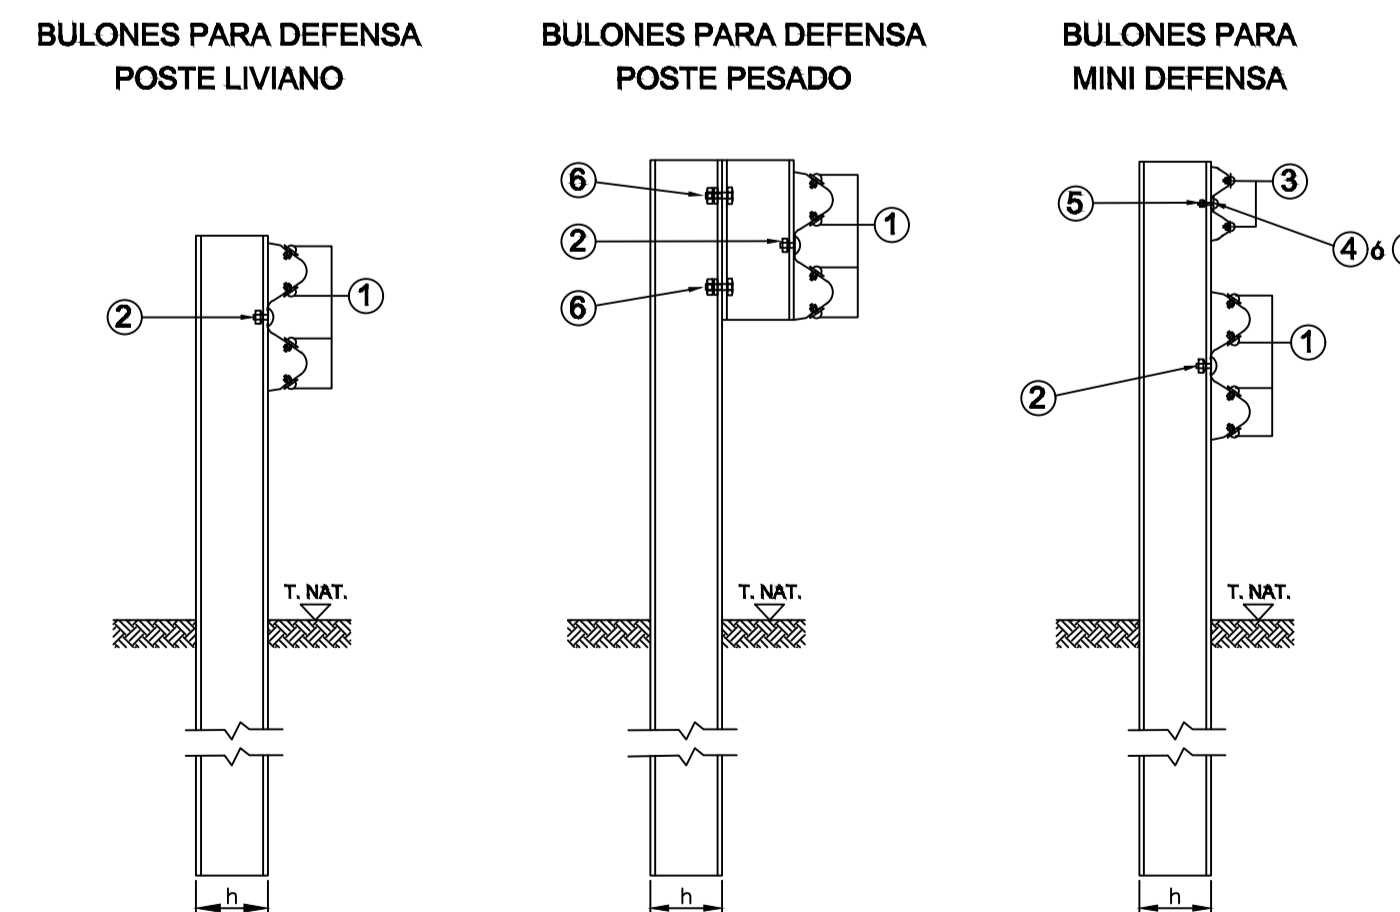 BULONES PARA DEFENSA
POSTE LIVIANO
BULONES PARA DEFENSA
POSTE PESADO
BULONES PARA
MINI DEFENSA
1
2
T. NAT.
h
6
2
6
1
T. NAT.
h
3
5
4 ó
1
2
T. NAT.
h